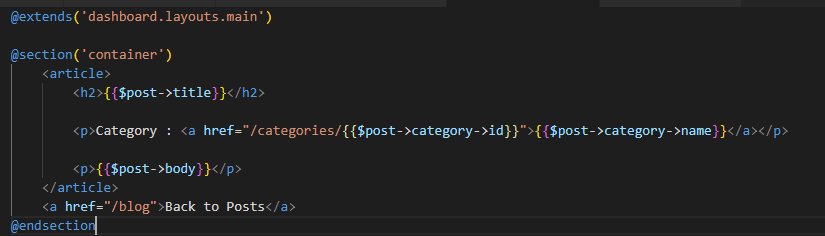 @extends('dashboard.layouts.main')
@section('container')
<article>
<h2>{{$post->title}}</h2>
<p>Category : <a href="/categories/{{$post->category->id}}">{{$post->category->name}}</a></p>
<p>{{$post->body}}</p>
</article>
<a href="/blog">Back to Posts</a>
@endsection